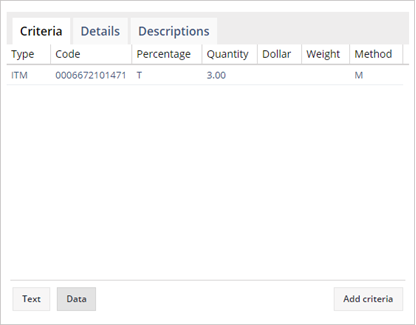 Criteria Details Descriptions
Type Code Percentage Quantity Dollar Weight Method
ITM 0006672101471 T 3.00 M
Text Data Add criteria